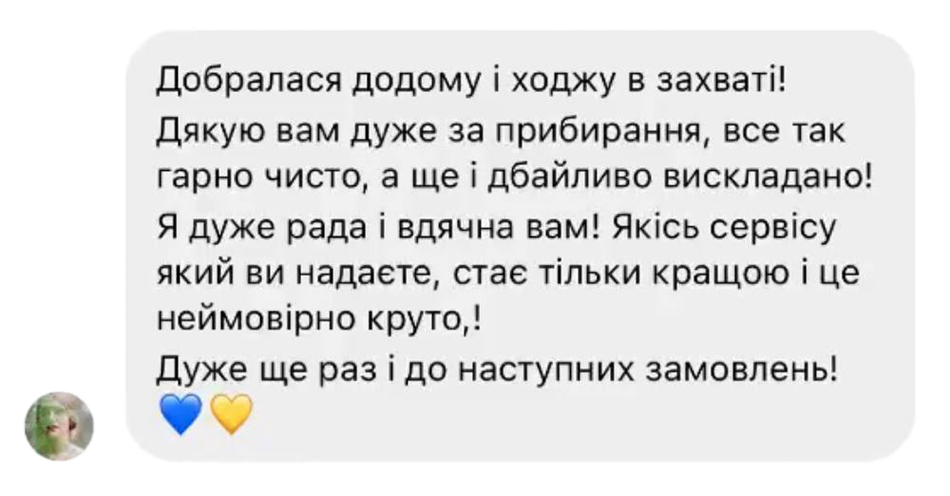 Добралася додому і ходжу в захваті!
Дякую вам дуже за прибирання, все так
гарно чисто, а ще і дбайливо вискладано!
Я дуже рада і вдячна вам! Якісь сервісу
який ви надаєте, стає тільки кращою і це
неймовірно круто,!
Дуже ще раз і до наступних замовлень!
💙💛